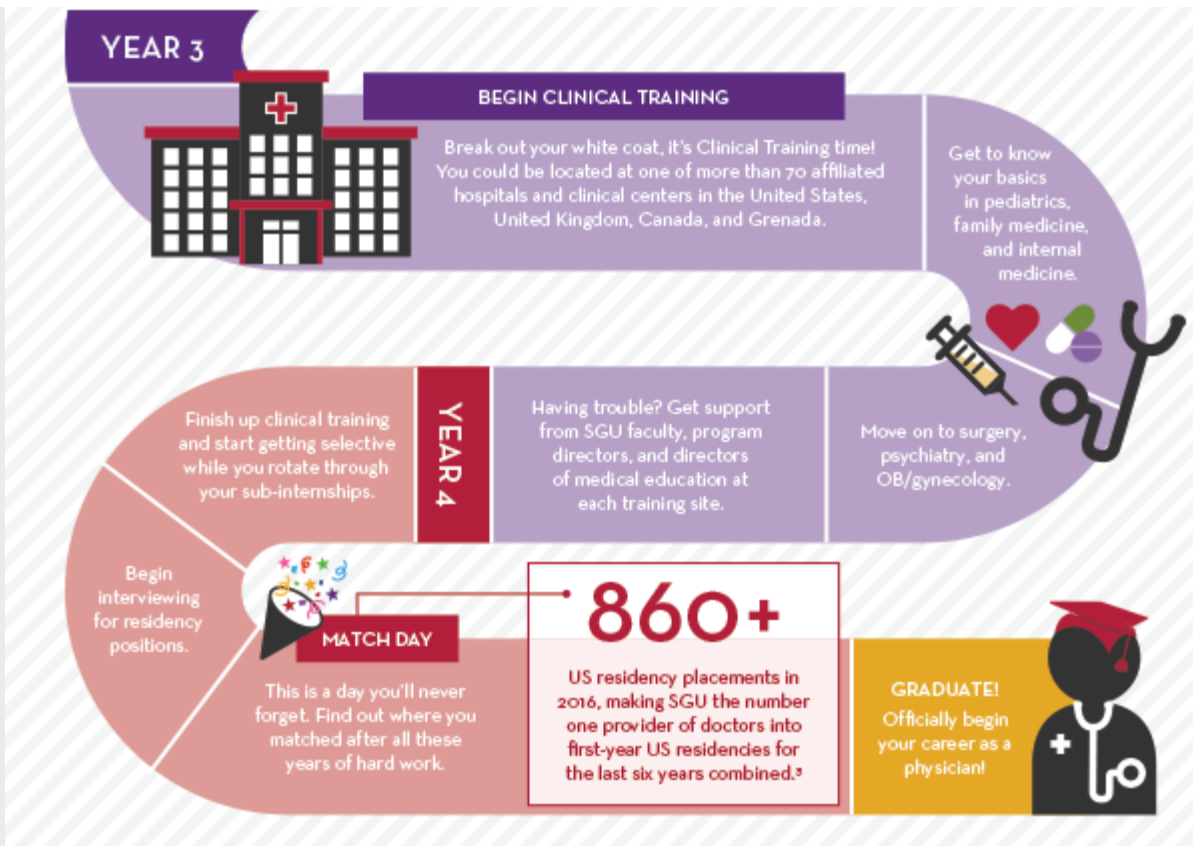 YEAR 3
BEGIN CLINICAL TRAINING
Break out your white coat, it's Clinical Training time!
You could be located at one of more than 70 affiliated
hospitals and clinical centers in the United States,
United Kingdom, Canada, and Grenada.
Get to know
your basics
in pediatrics,
family medicine,
and internal
medicine.
Move on to surgery,
psychiatry, and
OB/gynecology.
Having trouble? Get support
from SGU faculty, program
directors, and directors
of medical education at
each training site.
YEAR 4
Finish up clinical training
and start getting selective
while you rotate through
your sub-internships.
Begin
interviewing
for residency
positions.
MATCH DAY
This is a day you'll never
forget. Find out where you
matched after all these
years of hard work.
860+
US residency placements in
2016, making SGU the number
one provider of doctors into
first-year US residencies for
the last six years combined.³
GRADUATE!
Officially begin
your career as a
physician!